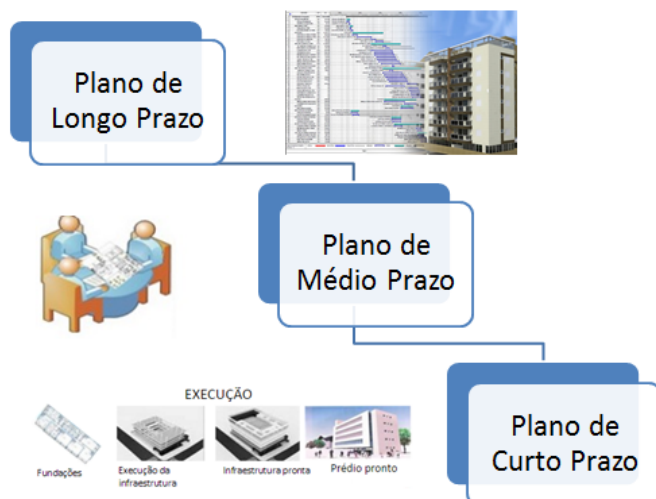 Plano de
Longo Prazo
Plano de
Médio Prazo
EXECUÇÃO
Fundações
Execução da
infraestrutura
Infraestrutura pronta
Prédio pronto
Plano de
Curto Prazo